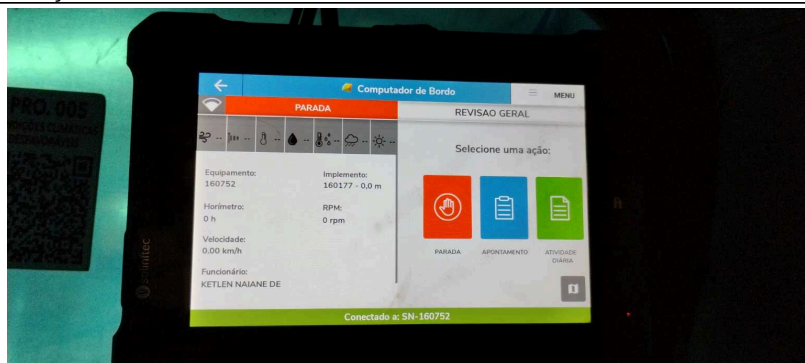 PRO. 005
Computador de Bordo
MENU
PARADA
REVISAO GERAL
-- -- -- -- -- -- --
Selecione uma ação:
Equipamento:
160752
Implemento:
160177 - 0,0 m
Horímetro:
0 h
RPM:
0 rpm
Velocidade:
0.00 km/h
Funcionário:
KETLEN NAIANE DE
PARADA
APONTAMENTO
ATIVIDADE
DIÁRIA
Conectado a: SN-160752
solinftec